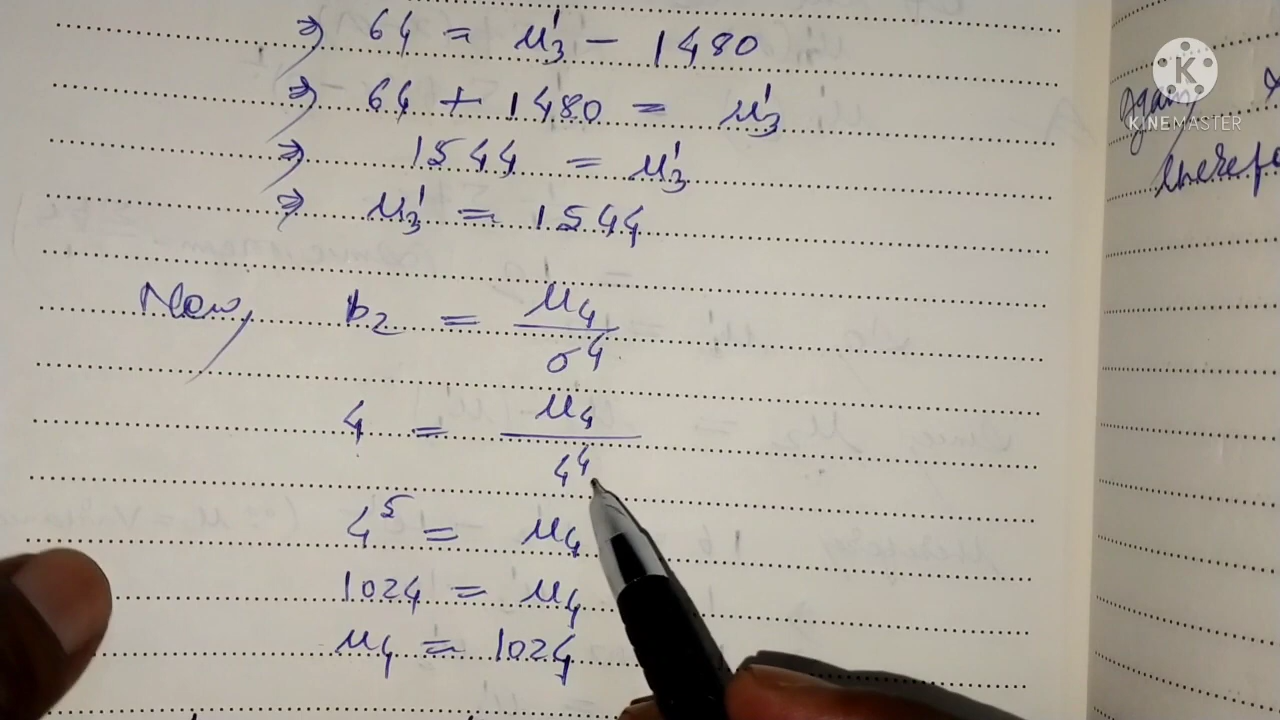 ⇒ 64 = μ₃' − 1480
⇒ 64 + 1480 = μ₃'
⇒ 1544 = μ₃'
⇒ μ₃' = 1544
Now, b₂ = μ₄ / σ⁴
4 = μ₄ / 4⁴
4⁵ = μ₄
1024 = μ₄
μ₄ = 1024
K
KINEMASTER